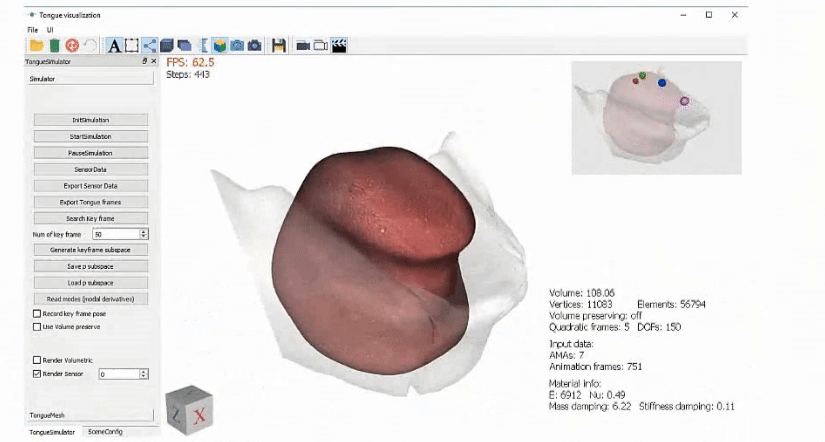 Tongue visualization
File UI
TongueSimulator
Simulator
FPS: 62.5
Steps: 443
InitSimulation
StartSimulation
PauseSimulation
SensorData
Export Sensor Data
Export Tongue frames
Search Key frame
Num of key frame 50
Generate keyframe subspace
Save p subspace
Load p subspace
Read modes (modal derivatives)
Record key frame pose
Use Volume preserve
Render Volumetric
Render Sensor 0
TongueMesh
TongueSimulator SceneConfig
Z X
Volume: 108.06
Vertices: 11083 Elements: 56794
Volume preserving: off
Quadratic frames: 5 DOFs: 150
Input data:
AMAs: 7
Animation frames: 751
Material info:
E: 6912 Nu: 0.49
Mass damping: 6.22 Stiffness damping: 0.11